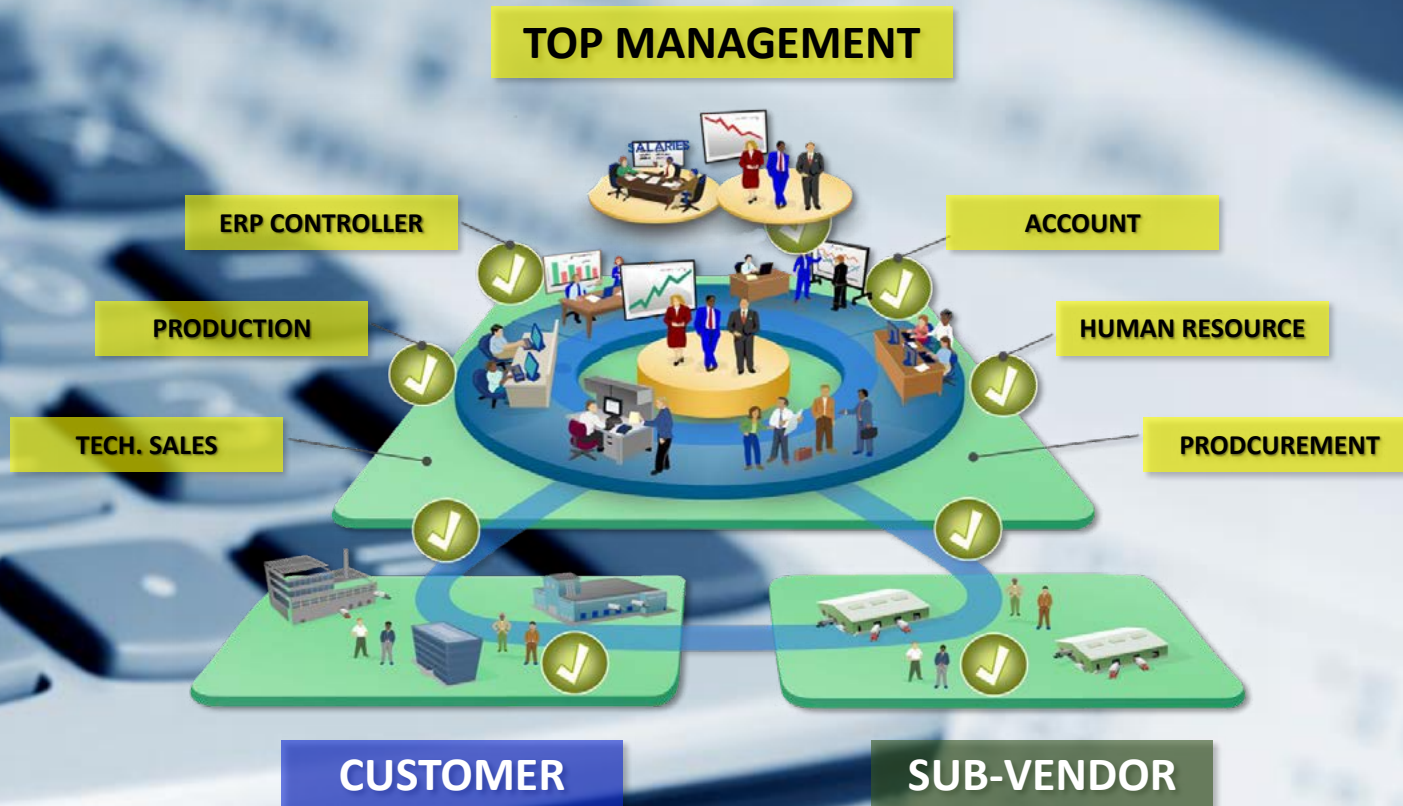 TOP MANAGEMENT
SALARIES
ERP CONTROLLER
ACCOUNT
PRODUCTION
HUMAN RESOURCE
TECH. SALES
PRODCUREMENT
CUSTOMER
SUB-VENDOR